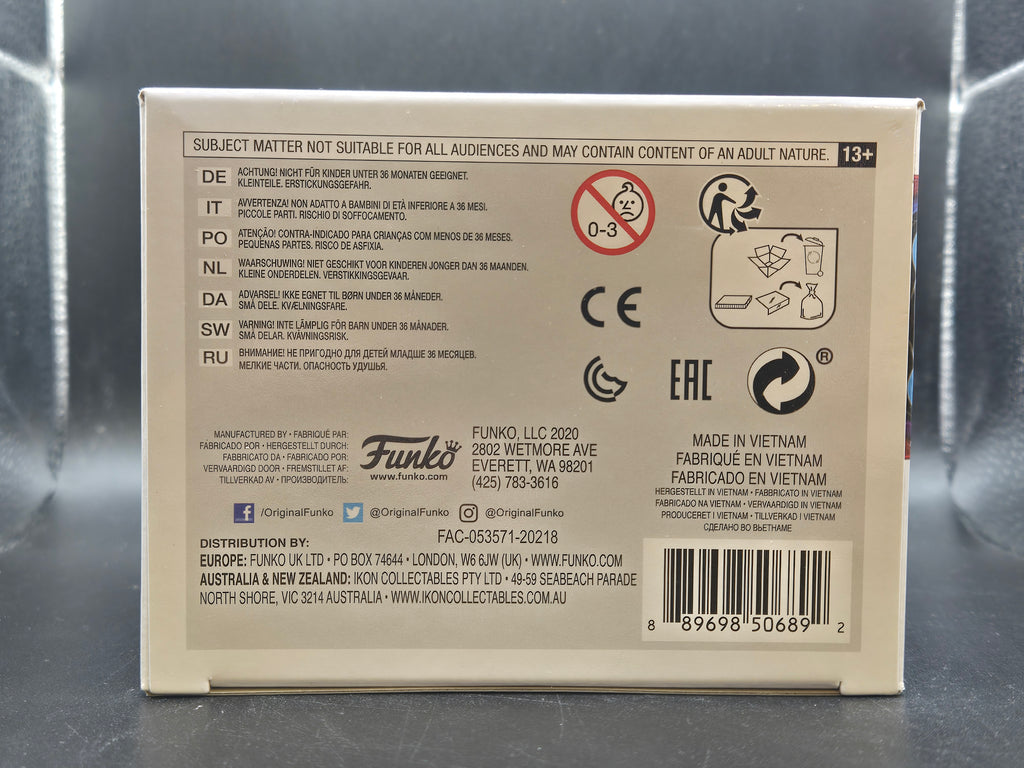 SUBJECT MATTER NOT SUITABLE FOR ALL AUDIENCES AND MAY CONTAIN CONTENT OF AN ADULT NATURE. 13+
DE ACHTUNG! NICHT FÜR KINDER UNTER 36 MONATEN GEEIGNET.
KLEINTEILE. ERSTICKUNGSGEFAHR.
IT AVVERTENZA! NON ADATTO A BAMBINI DI ETÀ INFERIORE A 36 MESI.
PICCOLE PARTI. RISCHIO DI SOFFOCAMENTO.
PO ATENÇÃO! CONTRA-INDICADO PARA CRIANÇAS COM MENOS DE 36 MESES.
PEQUENAS PARTES. RISCO DE ASFIXIA.
NL WAARSCHUWING! NIET GESCHIKT VOOR KINDEREN JONGER DAN 36 MAANDEN.
KLEINE ONDERDELEN. VERSTIKKINGSGEVAAR.
DA ADVARSEL! IKKE EGNET TIL BØRN UNDER 36 MÅNEDER.
SMÅ DELE. KVÆLNINGSFARE.
SW VARNING! INTE LÄMPLIG FÖR BARN UNDER 36 MÅNADER.
SMÅ DELAR. KVÄVNINGSRISK.
RU ВНИМАНИЕ! НЕ ПРИГОДНО ДЛЯ ДЕТЕЙ МЛАДШЕ 36 МЕСЯЦЕВ.
МЕЛКИЕ ЧАСТИ. ОПАСНОСТЬ УДУШЬЯ.
0-3
CE
EAC
®
MANUFACTURED BY • FABRIQUÉ PAR:
FABRICADO POR • HERGESTELLT DURCH:
FABBRICATO DA • FABRICADO POR:
VERVAARDIGD DOOR • FREMSTILLET AF:
TILLVERKAD AV • ПРОИЗВОДИТЕЛЬ:
Funko
www.funko.com
FUNKO, LLC 2020
2802 WETMORE AVE
EVERETT, WA 98201
(425) 783-3616
MADE IN VIETNAM
FABRIQUÉ EN VIETNAM
FABRICADO EN VIETNAM
HERGESTELLT IN VIETNAM • FABBRICATO IN VIETNAM
FABRICADO NA VIETNAM • VERVAARDIGD IN VIETNAM
PRODUCERET I VIETNAM • TILLVERKAD I VIETNAM
СДЕЛАНО ВО ВЬЕТНАМЕ
/OriginalFunko @OriginalFunko @OriginalFunko
FAC-053571-20218
DISTRIBUTION BY:
EUROPE: FUNKO UK LTD • PO BOX 74644 • LONDON, W6 6JW (UK) • WWW.FUNKO.COM
AUSTRALIA & NEW ZEALAND: IKON COLLECTABLES PTY LTD • 49-59 SEABEACH PARADE
NORTH SHORE, VIC 3214 AUSTRALIA • WWW.IKONCOLLECTABLES.COM.AU
8 89698 50689 2